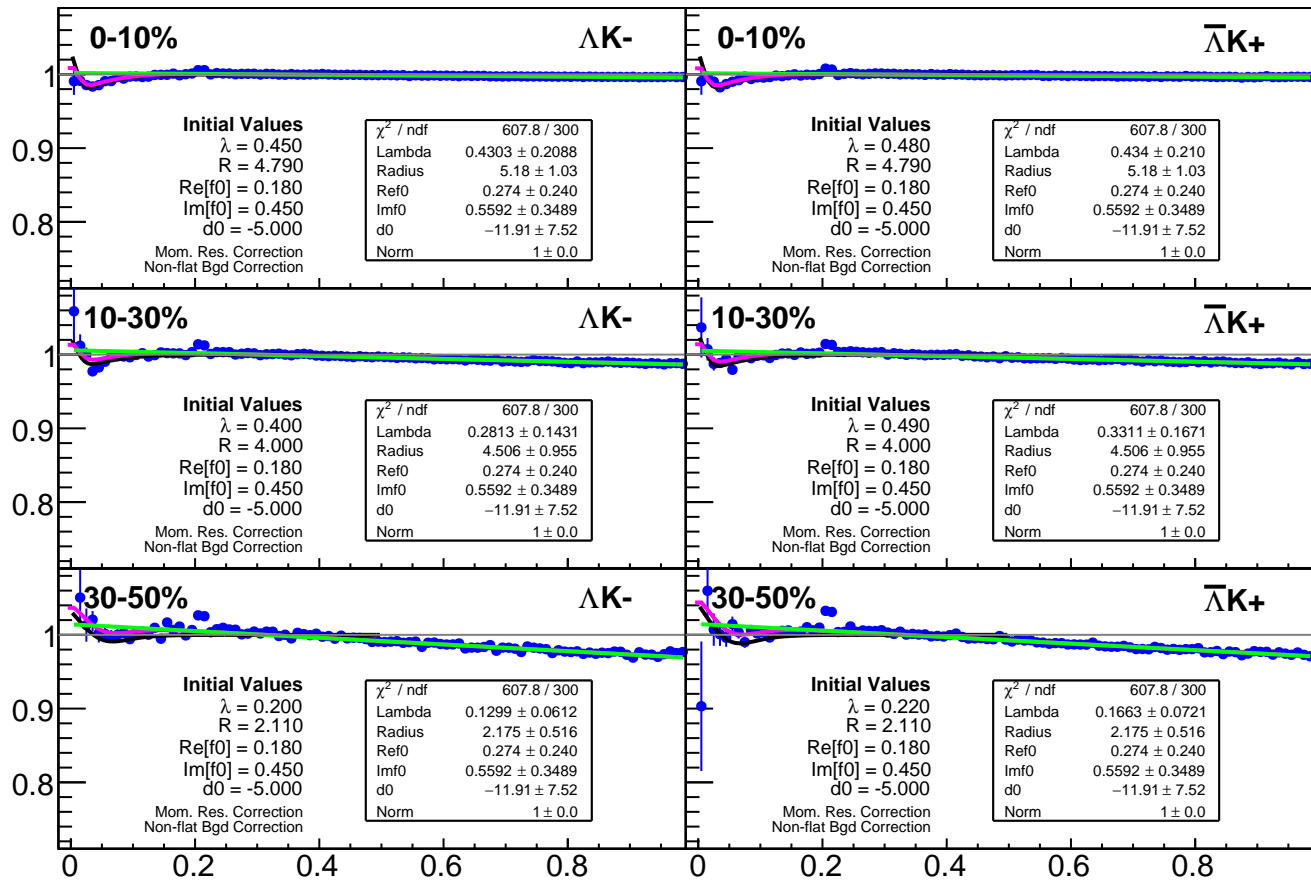 0-10% ΛK-
1
0.9
0.8
Initial Values
λ = 0.450
R = 4.790
Re[f0] = 0.180
Im[f0] = 0.450
d0 = -5.000
Mom. Res. Correction
Non-flat Bgd Correction
χ² / ndf 607.8 / 300
Lambda 0.4303 ± 0.2088
Radius 5.18 ± 1.03
Ref0 0.274 ± 0.240
Imf0 0.5592 ± 0.3489
d0 −11.91 ± 7.52
Norm 1 ± 0.0
0-10% Λ̅K+
Initial Values
λ = 0.480
R = 4.790
Re[f0] = 0.180
Im[f0] = 0.450
d0 = -5.000
Mom. Res. Correction
Non-flat Bgd Correction
χ² / ndf 607.8 / 300
Lambda 0.434 ± 0.210
Radius 5.18 ± 1.03
Ref0 0.274 ± 0.240
Imf0 0.5592 ± 0.3489
d0 −11.91 ± 7.52
Norm 1 ± 0.0
10-30% ΛK-
1
0.9
0.8
Initial Values
λ = 0.400
R = 4.000
Re[f0] = 0.180
Im[f0] = 0.450
d0 = -5.000
Mom. Res. Correction
Non-flat Bgd Correction
χ² / ndf 607.8 / 300
Lambda 0.2813 ± 0.1431
Radius 4.506 ± 0.955
Ref0 0.274 ± 0.240
Imf0 0.5592 ± 0.3489
d0 −11.91 ± 7.52
Norm 1 ± 0.0
10-30% Λ̅K+
Initial Values
λ = 0.490
R = 4.000
Re[f0] = 0.180
Im[f0] = 0.450
d0 = -5.000
Mom. Res. Correction
Non-flat Bgd Correction
χ² / ndf 607.8 / 300
Lambda 0.3311 ± 0.1671
Radius 4.506 ± 0.955
Ref0 0.274 ± 0.240
Imf0 0.5592 ± 0.3489
d0 −11.91 ± 7.52
Norm 1 ± 0.0
30-50% ΛK-
1
0.9
0.8
Initial Values
λ = 0.200
R = 2.110
Re[f0] = 0.180
Im[f0] = 0.450
d0 = -5.000
Mom. Res. Correction
Non-flat Bgd Correction
χ² / ndf 607.8 / 300
Lambda 0.1299 ± 0.0612
Radius 2.175 ± 0.516
Ref0 0.274 ± 0.240
Imf0 0.5592 ± 0.3489
d0 −11.91 ± 7.52
Norm 1 ± 0.0
30-50% Λ̅K+
Initial Values
λ = 0.220
R = 2.110
Re[f0] = 0.180
Im[f0] = 0.450
d0 = -5.000
Mom. Res. Correction
Non-flat Bgd Correction
χ² / ndf 607.8 / 300
Lambda 0.1663 ± 0.0721
Radius 2.175 ± 0.516
Ref0 0.274 ± 0.240
Imf0 0.5592 ± 0.3489
d0 −11.91 ± 7.52
Norm 1 ± 0.0
0 0.2 0.4 0.6 0.8 0 0.2 0.4 0.6 0.8